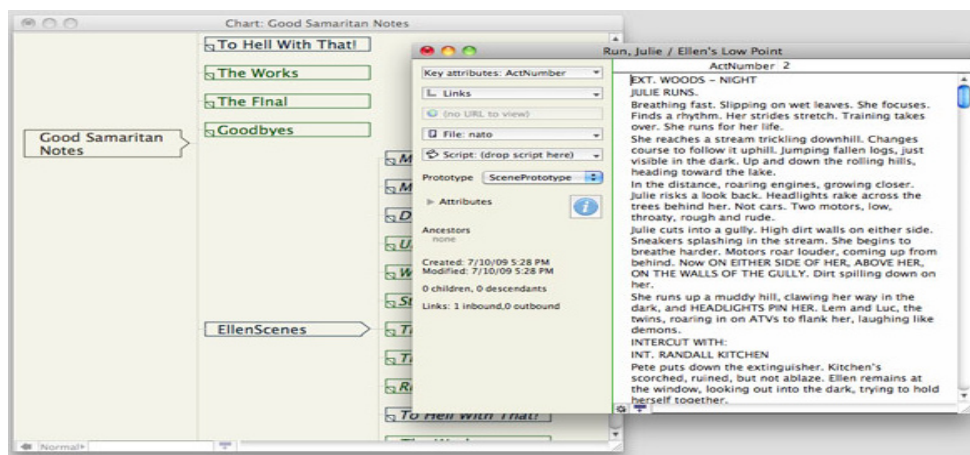 Chart: Good Samaritan Notes
To Hell With That!
The Works
The Final
Goodbyes
Good Samaritan
Notes
EllenScenes
To Hell With That!
Normal
Run, Julie / Ellen's Low Point
Key attributes: ActNumber
Links
(no URL to view)
File: nato
Script: (drop script here)
Prototype ScenePrototype
Attributes
Ancestors
none
Created: 7/10/09 5:28 PM
Modified: 7/10/09 5:28 PM
0 children, 0 descendants
Links: 1 inbound,0 outbound
ActNumber 2
EXT. WOODS – NIGHT
JULIE RUNS.
Breathing fast. Slipping on wet leaves. She focuses.
Finds a rhythm. Her strides stretch. Training takes
over. She runs for her life.
She reaches a stream trickling downhill. Changes
course to follow it uphill. Jumping fallen logs, just
visible in the dark. Up and down the rolling hills,
heading toward the lake.
In the distance, roaring engines, growing closer.
Julie risks a look back. Headlights rake across the
trees behind her. Not cars. Two motors, low,
throaty, rough and rude.
Julie cuts into a gully. High dirt walls on either side.
Sneakers splashing in the stream. She begins to
breathe harder. Motors roar louder, coming up from
behind. Now ON EITHER SIDE OF HER, ABOVE HER,
ON THE WALLS OF THE GULLY. Dirt spilling down on
her.
She runs up a muddy hill, clawing her way in the
dark, and HEADLIGHTS PIN HER. Lem and Luc, the
twins, roaring in on ATVs to flank her, laughing like
demons.
INTERCUT WITH:
INT. RANDALL KITCHEN
Pete puts down the extinguisher. Kitchen's
scorched, ruined, but not ablaze. Ellen remains at
the window, looking out into the dark, trying to hold
herself together.